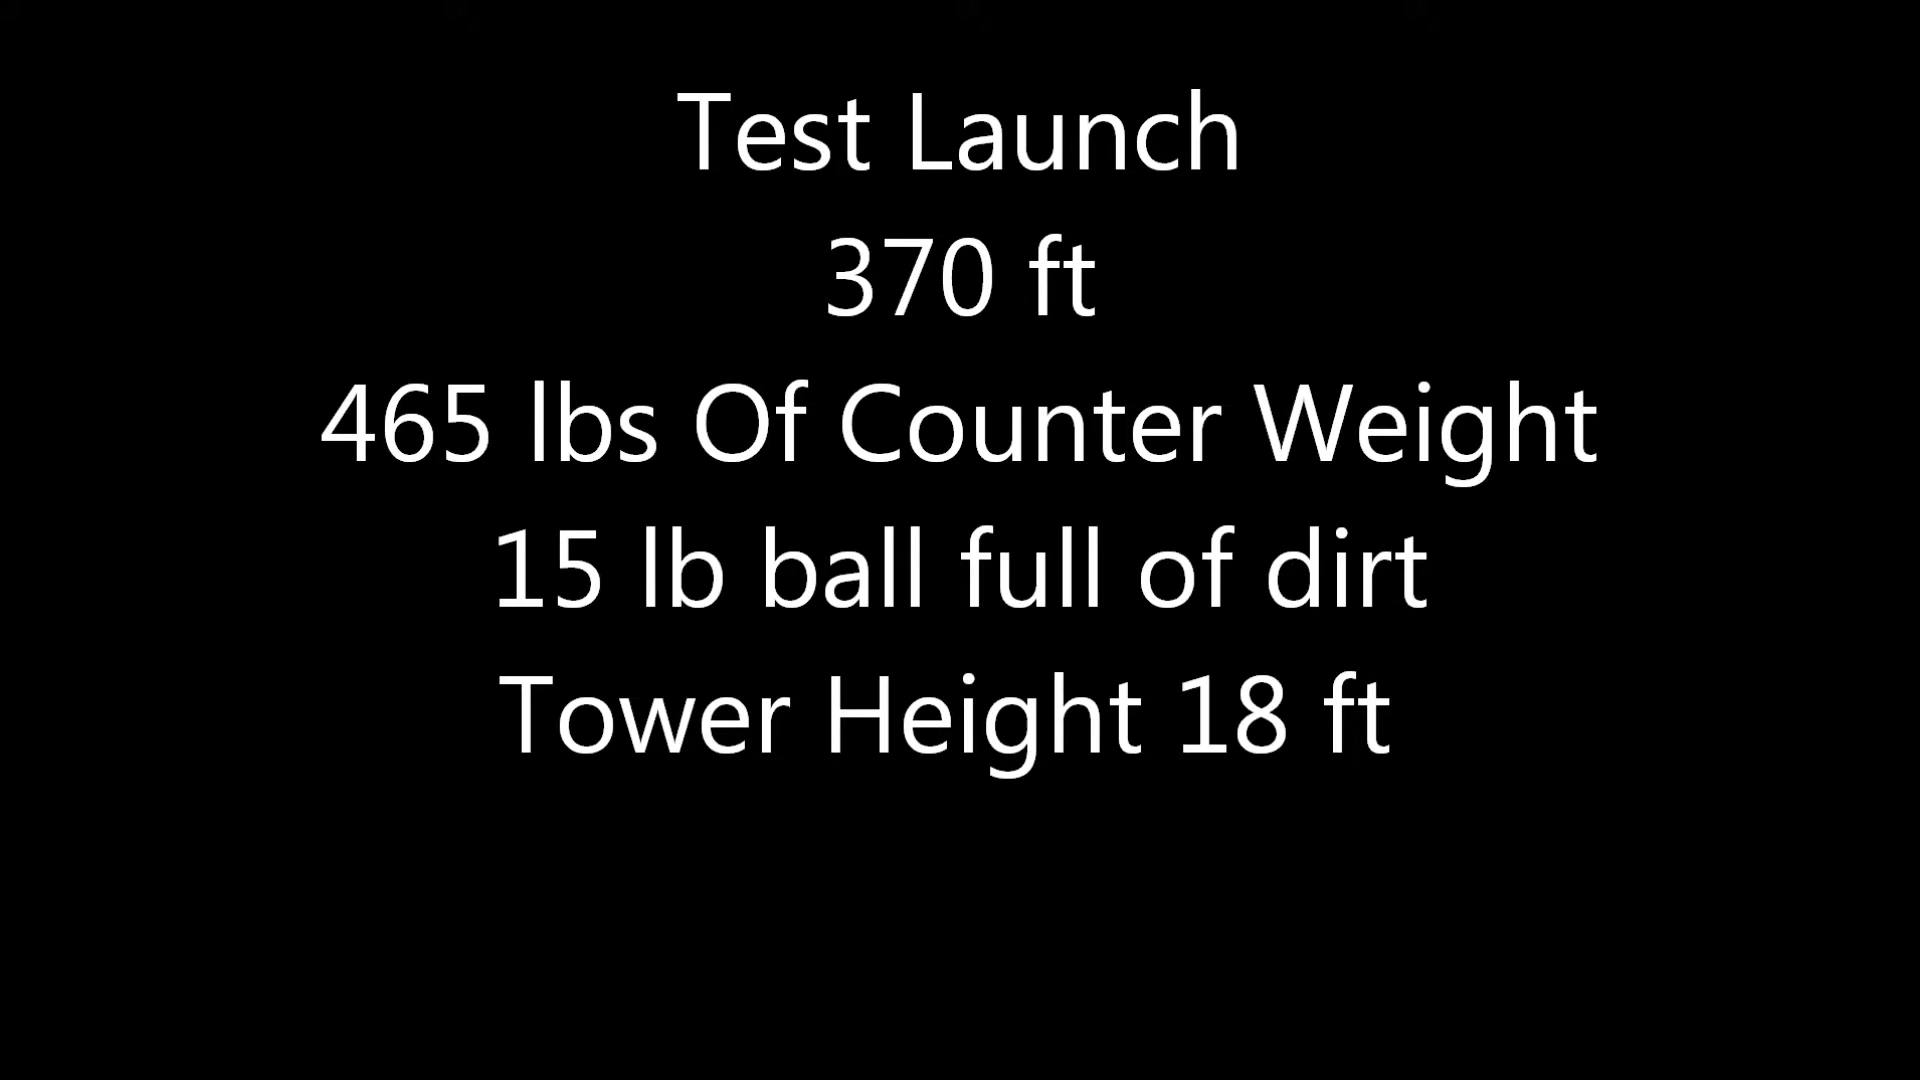 Test Launch
370 ft
465 lbs Of Counter Weight
15 lb ball full of dirt
Tower Height 18 ft